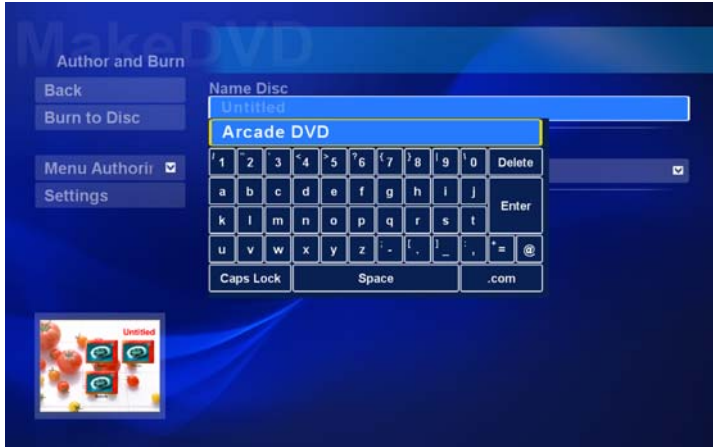 MakeDVD
Author and Burn
Back
Burn to Disc
Menu Authorin
Settings
Name Disc
Untitled
Arcade DVD
1 2 3 4 5 6 7 8 9 0 Delete
a b c d e f g h i j
Enter
k l m n o p q r s t
u v w x y z - . _ , = @
Caps Lock Space .com
Untitled